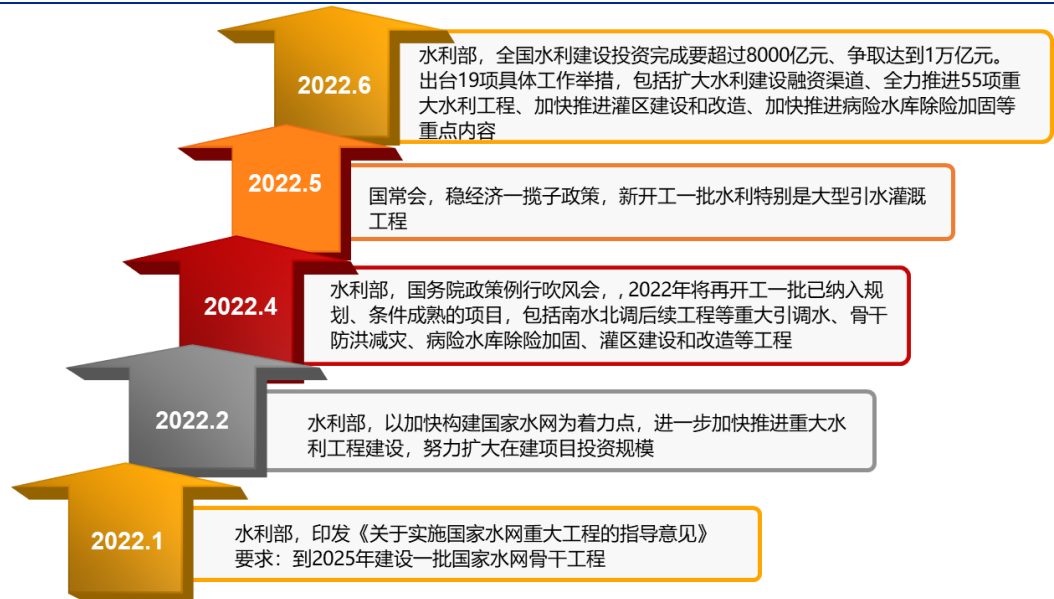 2022.6
水利部，全国水利建设投资完成要超过8000亿元、争取达到1万亿元。
出台19项具体工作举措，包括扩大水利建设融资渠道、全力推进55项重
大水利工程、加快推进灌区建设和改造、加快推进病险水库除险加固等
重点内容
2022.5
国常会，稳经济一揽子政策，新开工一批水利特别是大型引水灌溉
工程
2022.4
水利部，国务院政策例行吹风会，, 2022年将再开工一批已纳入规
划、条件成熟的项目，包括南水北调后续工程等重大引调水、骨干
防洪减灾、病险水库除险加固、灌区建设和改造等工程
2022.2
水利部，以加快构建国家水网为着力点，进一步加快推进重大水
利工程建设，努力扩大在建项目投资规模
2022.1
水利部，印发《关于实施国家水网重大工程的指导意见》
要求：到2025年建设一批国家水网骨干工程